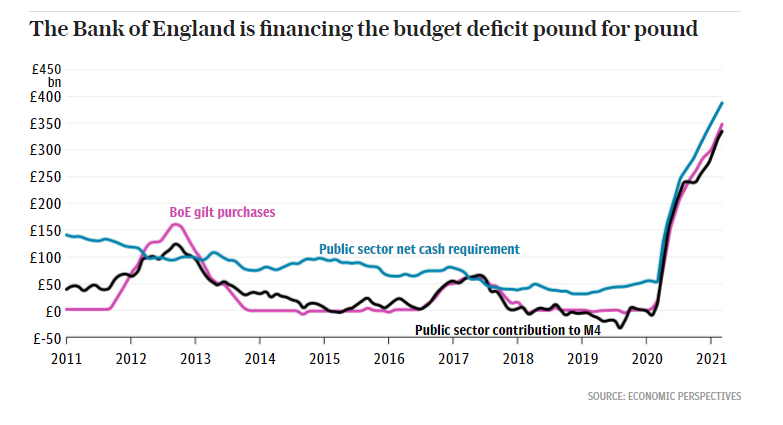 The Bank of England is financing the budget deficit pound for pound
£450
bn
£400
£350
£300
£250
£200
£150
£100
£50
£0
£-50
BoE gilt purchases
Public sector net cash requirement
Public sector contribution to M4
2011 2012 2013 2014 2015 2016 2017 2018 2019 2020 2021
SOURCE: ECONOMIC PERSPECTIVES